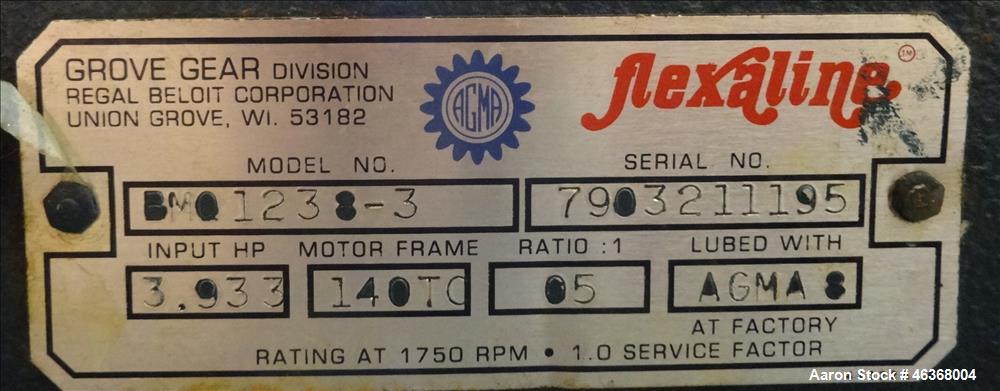 GROVE GEAR DIVISION
REGAL BELOIT CORPORATION
UNION GROVE, WI. 53182
AGMA
flexaline
TM
MODEL NO.
BMQ1238-3
SERIAL NO.
7903211195
INPUT HP
3.933
MOTOR FRAME
140TC
RATIO :1
05
LUBED WITH
AGMA 8
AT FACTORY
RATING AT 1750 RPM • 1.0 SERVICE FACTOR
Aaron Stock # 46368004